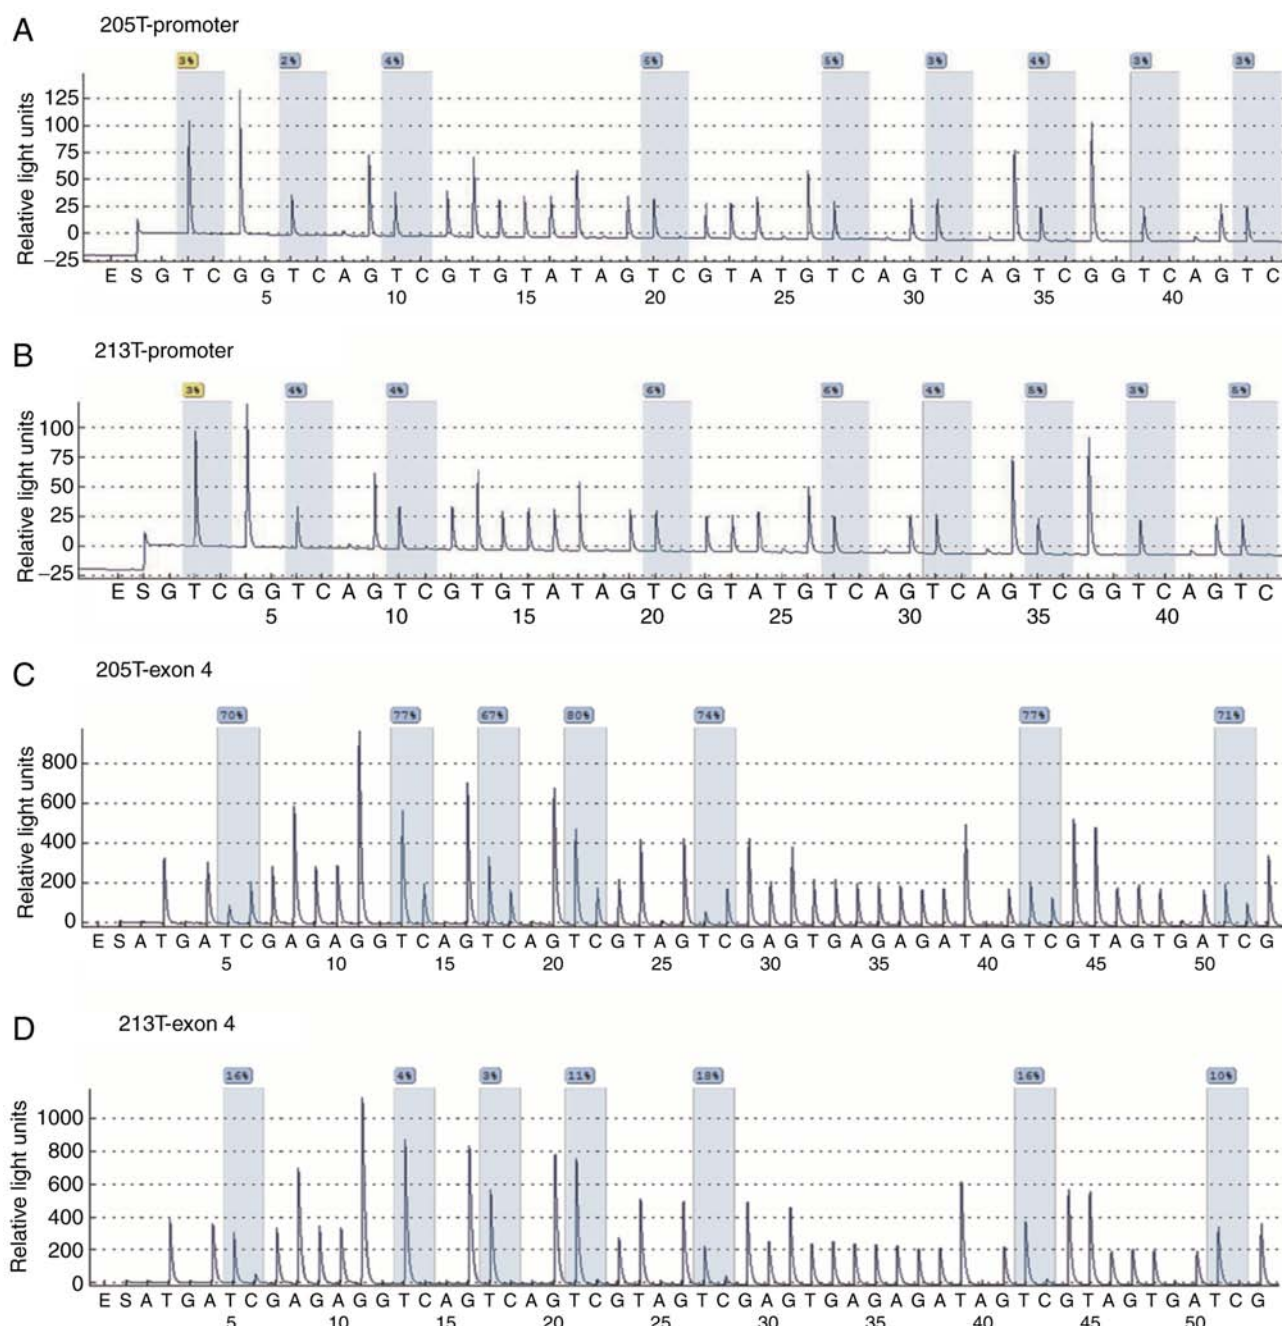 A 205T-promoter
3% 2% 4% 6% 5% 3% 4% 3% 3%
Relative light units
125
100
75
50
25
0
−25
E S G T C G G T C A G T C G T G T A T A G T C G T A T G T C A G T C A G T C G G T C A G T C
5 10 15 20 25 30 35 40
B 213T-promoter
3% 4% 4% 6% 6% 4% 5% 3% 5%
Relative light units
100
75
50
25
0
−25
E S G T C G G T C A G T C G T G T A T A G T C G T A T G T C A G T C A G T C G G T C A G T C
5 10 15 20 25 30 35 40
C 205T-exon 4
70% 77% 67% 80% 74% 77% 71%
Relative light units
800
600
400
200
0
E S A T G A T C G A G A G G T C A G T C A G T C G T A G T C G A G T G A G A G A T A G T C G T A G T G A T C G
5 10 15 20 25 30 35 40 45 50
D 213T-exon 4
16% 4% 3% 11% 18% 16% 10%
Relative light units
1000
800
600
400
200
0
E S A T G A T C G A G A G G T C A G T C A G T C G T A G T C G A G T G A G A G A T A G T C G T A G T G A T C G
5 10 15 20 25 30 35 40 45 50